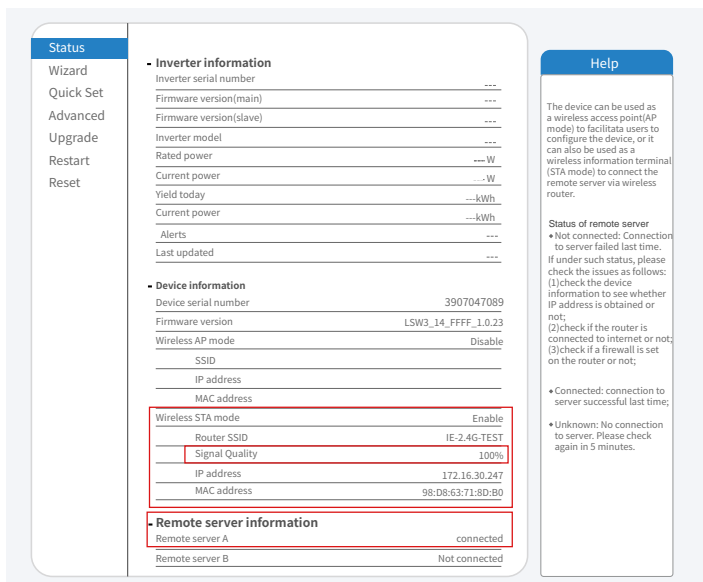 Status
Wizard
Quick Set
Advanced
Upgrade
Restart
Reset
- Inverter information
Inverter serial number ---
Firmware version(main) ---
Firmware version(slave) ---
Inverter model ---
Rated power --- W
Current power --- W
Yield today ---kWh
Current power ---kWh
Alerts ---
Last updated ---
- Device information
Device serial number 3907047089
Firmware version LSW3_14_FFFF_1.0.23
Wireless AP mode Disable
SSID
IP address
MAC address
Wireless STA mode Enable
Router SSID IE-2.4G-TEST
Signal Quality 100%
IP address 172.16.30.247
MAC address 98:D8:63:71:8D:B0
- Remote server information
Remote server A connected
Remote server B Not connected
Help
The device can be used as
a wireless access point(AP
mode) to facilitata users to
configure the device, or it
can also be used as a
wireless information terminal
(STA mode) to connect the
remote server via wireless
router.
Status of remote server
◆Not connected: Connection
to server failed last time.
If under such status, please
check the issues as follows:
(1)check the device
information to see whether
IP address is obtained or
not;
(2)check if the router is
connected to internet or not;
(3)check if a firewall is set
on the router or not;
◆Connected: connection to
server successful last time;
◆Unknown: No connection
to server. Please check
again in 5 minutes.